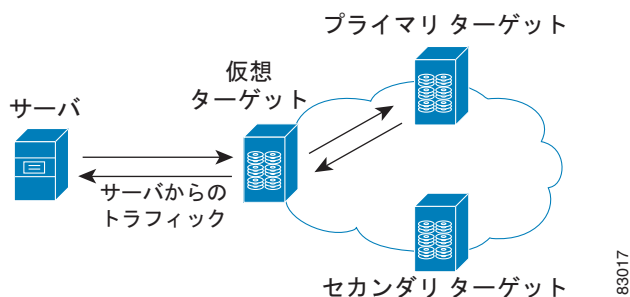 プライマリ ターゲット
仮想
ターゲット
サーバ
サーバからの
トラフィック
セカンダリ ターゲット
83017